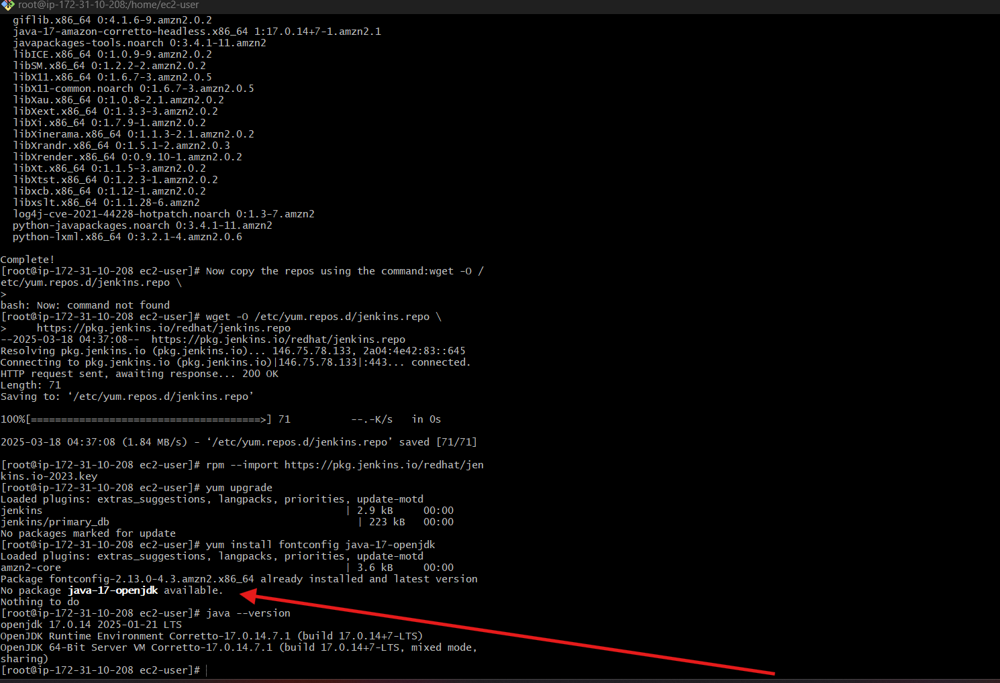 root@ip-172-31-10-208:/home/ec2-user
giflib.x86_64 0:4.1.6-9.amzn2.0.2
java-17-amazon-corretto-headless.x86_64 1:17.0.14+7-1.amzn2.1
javapackages-tools.noarch 0:3.4.1-11.amzn2
libICE.x86_64 0:1.0.9-9.amzn2.0.2
libSM.x86_64 0:1.2.2-2.amzn2.0.2
libX11.x86_64 0:1.6.7-3.amzn2.0.5
libX11-common.noarch 0:1.6.7-3.amzn2.0.5
libXau.x86_64 0:1.0.8-2.1.amzn2.0.2
libXext.x86_64 0:1.3.3-3.amzn2.0.2
libXi.x86_64 0:1.7.9-1.amzn2.0.2
libXinerama.x86_64 0:1.1.3-2.1.amzn2.0.2
libXrandr.x86_64 0:1.5.1-2.amzn2.0.3
libXrender.x86_64 0:0.9.10-1.amzn2.0.2
libXt.x86_64 0:1.1.5-3.amzn2.0.2
libXtst.x86_64 0:1.2.3-1.amzn2.0.2
libxcb.x86_64 0:1.12-1.amzn2.0.2
libxslt.x86_64 0:1.1.28-6.amzn2
log4j-cve-2021-44228-hotpatch.noarch 0:1.3-7.amzn2
python-javapackages.noarch 0:3.4.1-11.amzn2
python-lxml.x86_64 0:3.2.1-4.amzn2.0.6
Complete!
[root@ip-172-31-10-208 ec2-user]# Now copy the repos using the command:wget -O /
etc/yum.repos.d/jenkins.repo \
>
bash: Now: command not found
[root@ip-172-31-10-208 ec2-user]# wget -O /etc/yum.repos.d/jenkins.repo \
>     https://pkg.jenkins.io/redhat/jenkins.repo
--2025-03-18 04:37:08--  https://pkg.jenkins.io/redhat/jenkins.repo
Resolving pkg.jenkins.io (pkg.jenkins.io)... 146.75.78.133, 2a04:4e42:83::645
Connecting to pkg.jenkins.io (pkg.jenkins.io)|146.75.78.133|:443... connected.
HTTP request sent, awaiting response... 200 OK
Length: 71
Saving to: ‘/etc/yum.repos.d/jenkins.repo’
100%[======================================>] 71          --.-K/s   in 0s
2025-03-18 04:37:08 (1.84 MB/s) - ‘/etc/yum.repos.d/jenkins.repo’ saved [71/71]
[root@ip-172-31-10-208 ec2-user]# rpm --import https://pkg.jenkins.io/redhat/jen
kins.io-2023.key
[root@ip-172-31-10-208 ec2-user]# yum upgrade
Loaded plugins: extras_suggestions, langpacks, priorities, update-motd
jenkins | 2.9 kB     00:00
jenkins/primary_db | 223 kB   00:00
No packages marked for update
[root@ip-172-31-10-208 ec2-user]# yum install fontconfig java-17-openjdk
Loaded plugins: extras_suggestions, langpacks, priorities, update-motd
amzn2-core | 3.6 kB     00:00
Package fontconfig-2.13.0-4.3.amzn2.x86_64 already installed and latest version
No package java-17-openjdk available.
Nothing to do
[root@ip-172-31-10-208 ec2-user]# java --version
openjdk 17.0.14 2025-01-21 LTS
OpenJDK Runtime Environment Corretto-17.0.14.7.1 (build 17.0.14+7-LTS)
OpenJDK 64-Bit Server VM Corretto-17.0.14.7.1 (build 17.0.14+7-LTS, mixed mode,
sharing)
[root@ip-172-31-10-208 ec2-user]#